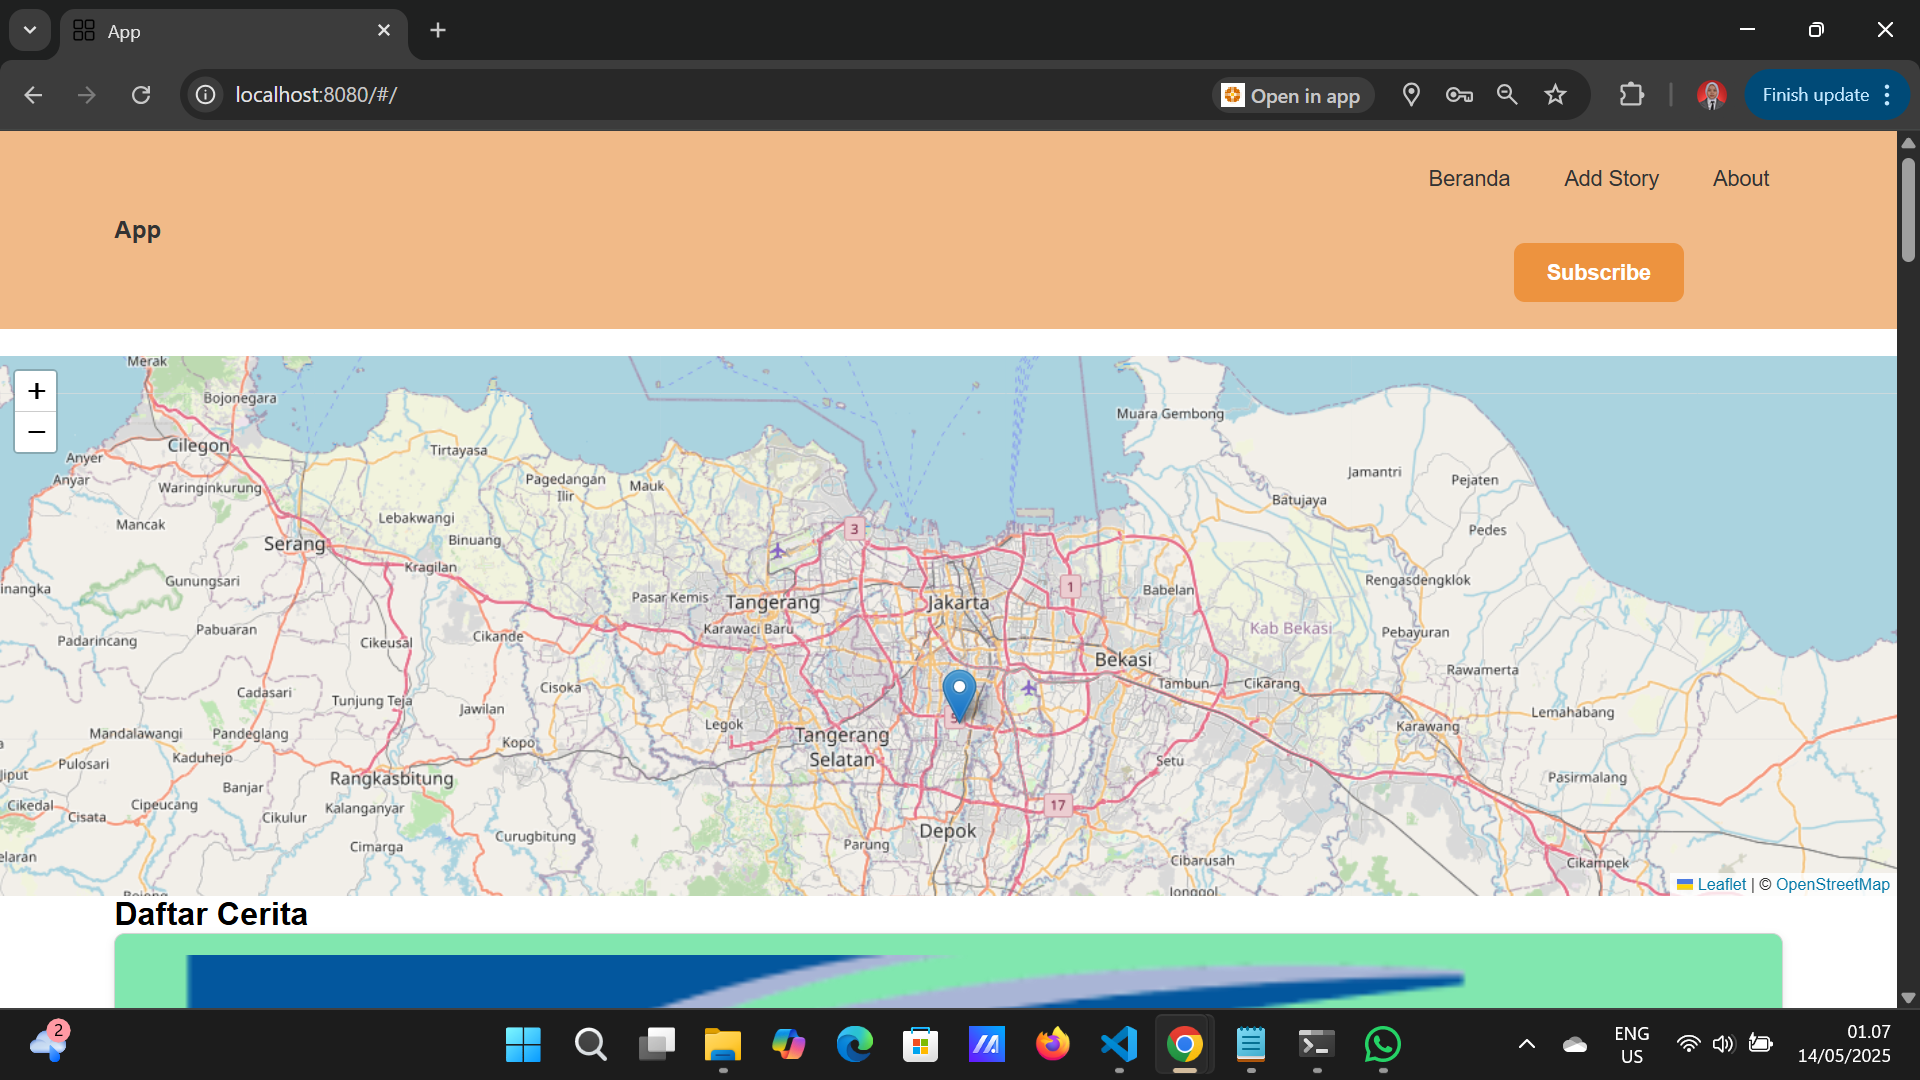 App
localhost:8080/#/
Open in app
Finish update
Beranda
Add Story
About
App
Subscribe
+
−
Merak
Bojonegara
Muara Gembong
Cilegon
Anyer
Tirtayasa
Jamantri
Anyar
Waringinkurung
Pagedangan
Ilir
Mauk
Pejaten
Batujaya
Mancak
Lebakwangi
3
Pedes
Serang
Binuang
Kragilan
Gunungsari
1
Rengasdengklok
inangka
Pasar Kemis
Tangerang
Jakarta
Babelan
Padarincang
Pabuaran
Cikeusal
Cikande
Karawaci Baru
Kab Bekasi
Pebayuran
Bekasi
Rawamerta
Cadasari
Tunjung Teja
Cisoka
Tambun
Cikarang
Jawilan
Legok
Lemahabang
Mandalawangi
Pandeglang
Kopo
Tangerang
Selatan
Karawang
Pulosari
Kaduhejo
Setu
Jiput
Banjar
Rangkasbitung
Pasirmalang
Cikedal
Cipeucang
Kalanganyar
17
Cisata
Cikulur
Curugbitung
Depok
elaran
Cimarga
Parung
Cibarusah
Cikampek
Bojong
Jonggol
Leaflet | © OpenStreetMap
Daftar Cerita
2
ENG
US
01.07
14/05/2025